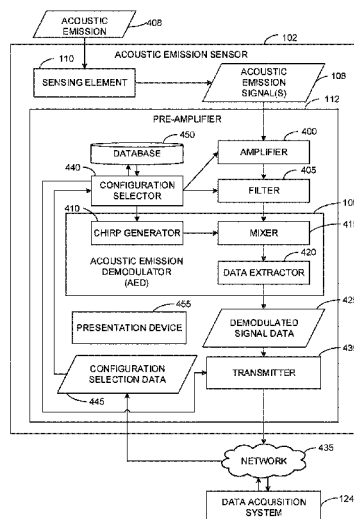 ACOUSTIC
EMISSION
408
102
ACOUSTIC EMISSION SENSOR
110
SENSING ELEMENT
ACOUSTIC
EMISSION
SIGNAL(S)
108
112
PRE-AMPLIFIER
450
DATABASE
400
AMPLIFIER
440
CONFIGURATION
SELECTOR
405
FILTER
410
CHIRP GENERATOR
MIXER
ACOUSTIC EMISSION
DEMODULATOR
(AED)
420
DATA EXTRACTOR
455
PRESENTATION DEVICE
DEMODULATED
SIGNAL DATA
CONFIGURATION
SELECTION DATA
445
TRANSMITTER
435
NETWORK
124
DATA ACQUISITION
SYSTEM